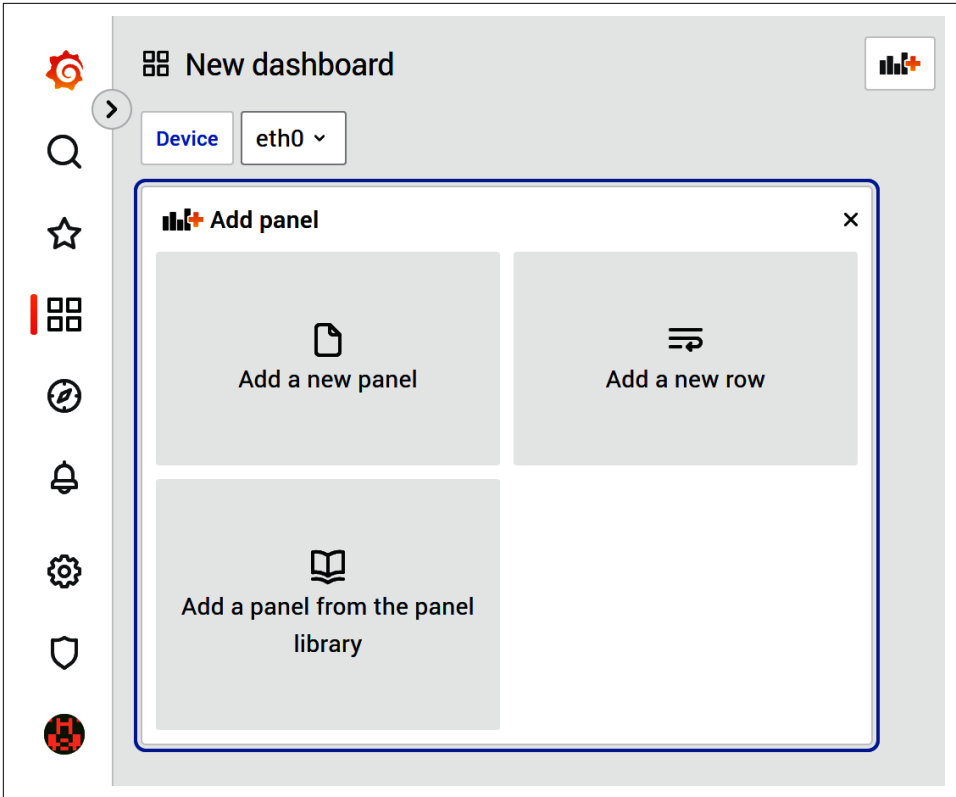 New dashboard
Device
eth0
Add panel
Add a new panel
Add a new row
Add a panel from the panel
library